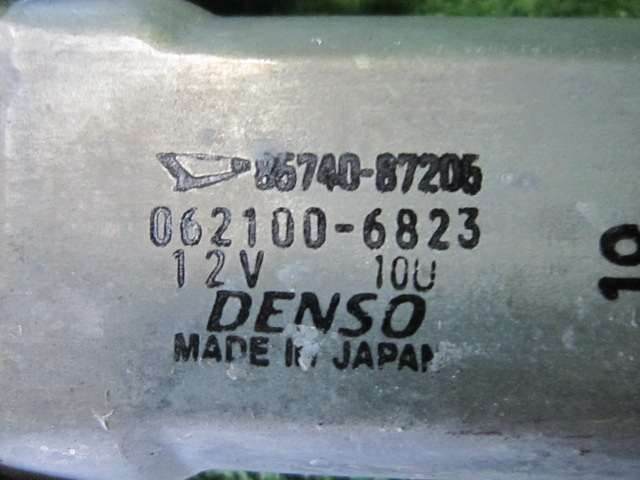 85740-87205
062100-6823
12V 10U
DENSO
MADE IN JAPAN